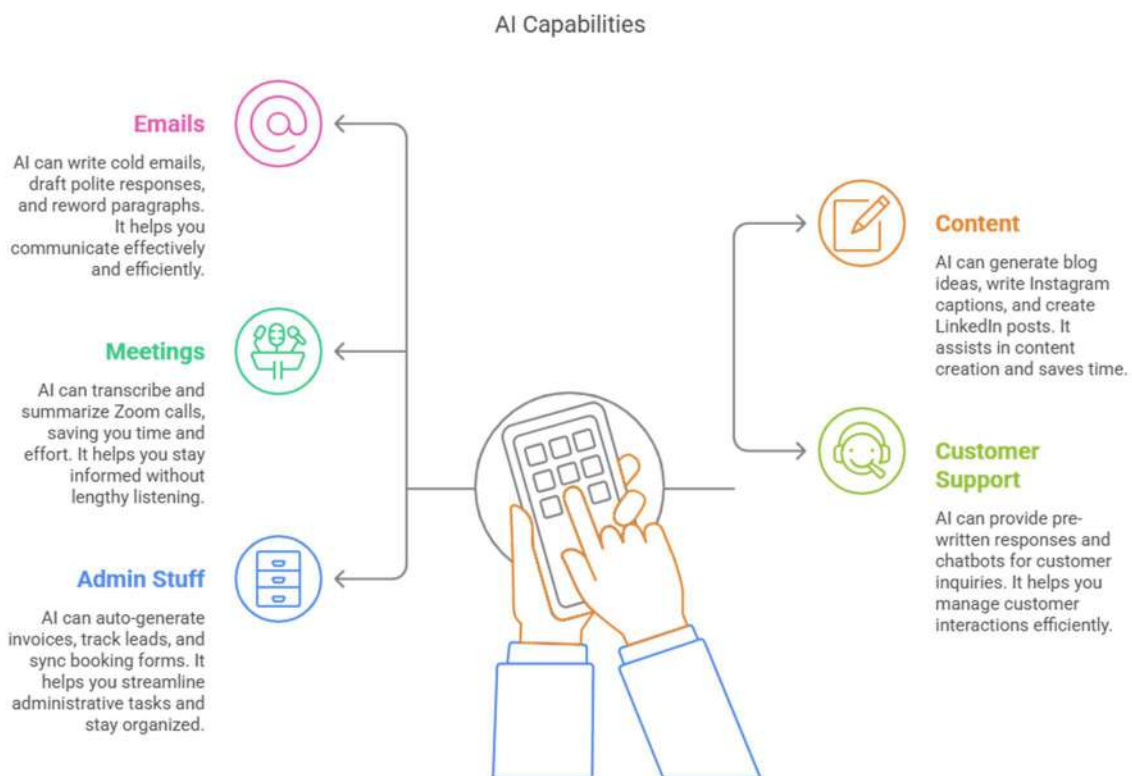 AI Capabilities
Emails
AI can write cold emails,
draft polite responses,
and reword paragraphs.
It helps you
communicate effectively
and efficiently.
Meetings
AI can transcribe and
summarize Zoom calls,
saving you time and
effort. It helps you stay
informed without
lengthy listening.
Admin Stuff
AI can auto-generate
invoices, track leads, and
sync booking forms. It
helps you streamline
administrative tasks and
stay organized.
Content
AI can generate blog
ideas, write Instagram
captions, and create
LinkedIn posts. It
assists in content
creation and saves time.
Customer
Support
AI can provide pre-
written responses and
chatbots for customer
inquiries. It helps you
manage customer
interactions efficiently.